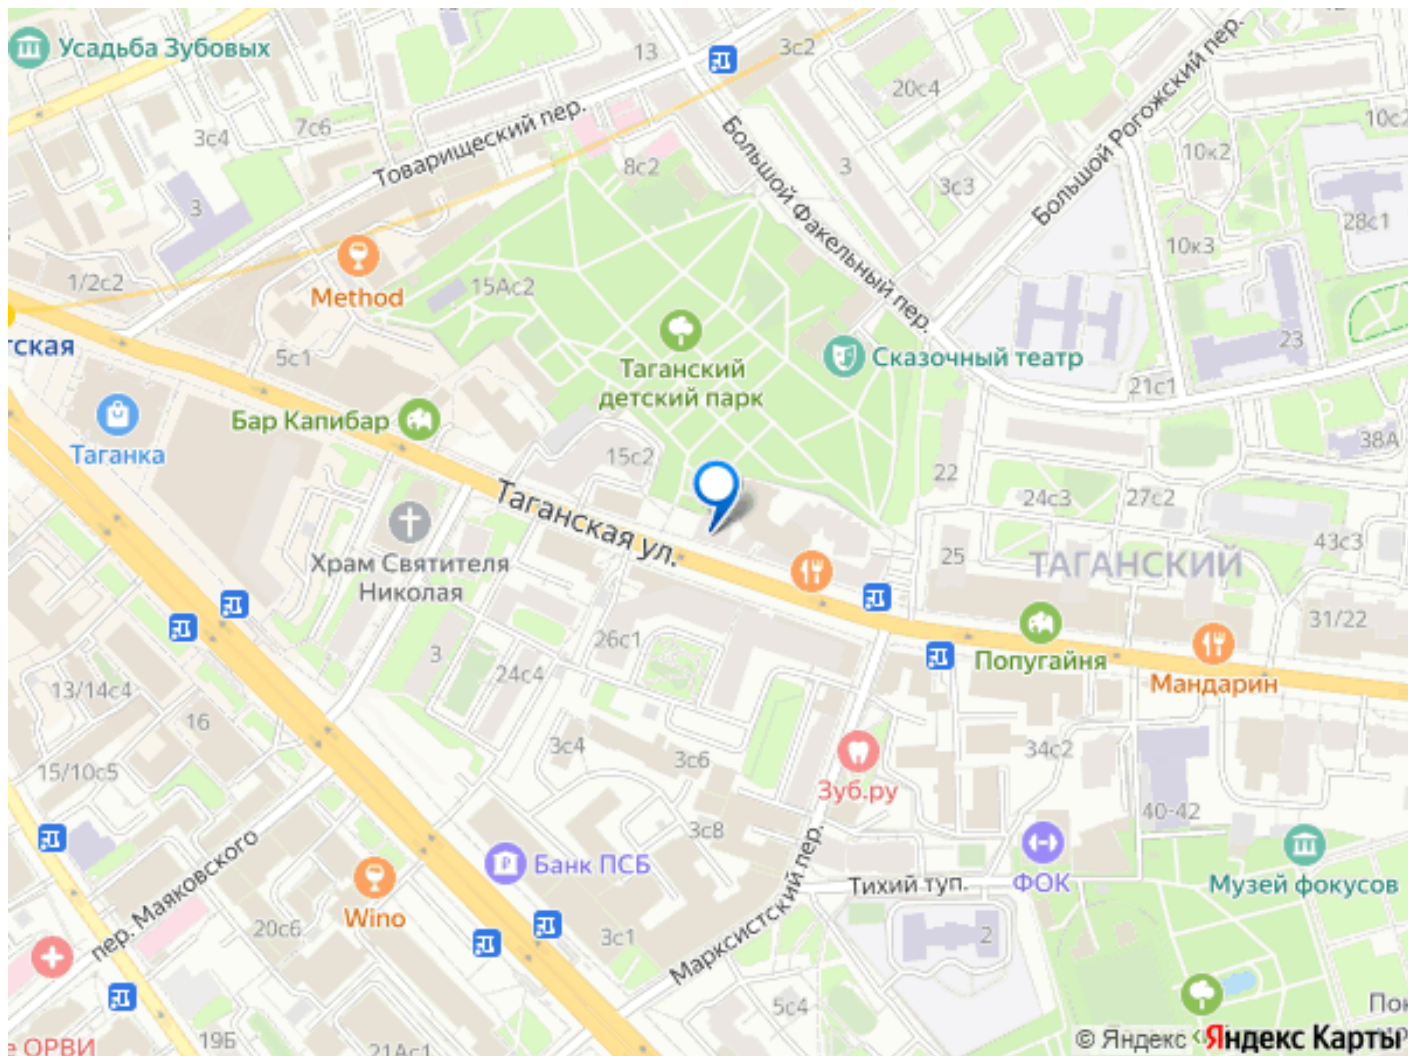 Усадьба Зубовых
13
3с2
20с4
10с2
7с6
3с4
Товарищеский пер.
8с2
Большой Факельный пер.
3
3с3
Большой Рогожский пер.
10к2
28с1
3
10к3
1/2с2
Method
15Ас2
тская
5с1
Таганский
детский парк
Сказочный театр
23
21с1
Бар Капибар
Таганка
15с2
22
38А
24с3
27с2
Таганская ул.
Храм Святителя
Николая
25
ТАГАНСКИЙ
43с3
31/22
26с1
3
24с4
Попугайня
Мандарин
13/14с4
16
3с4
3с6
34с2
15/10с5
Зуб.ру
3с8
40-42
пер. Маяковского
Банк ПСБ
Марксистский пер.
Тихий туп.
ФОК
Музей фокусов
Wino
20с6
3с1
2
5с4
19Б
21Ас1
е ОРВИ
© Яндекс
Яндекс Карты